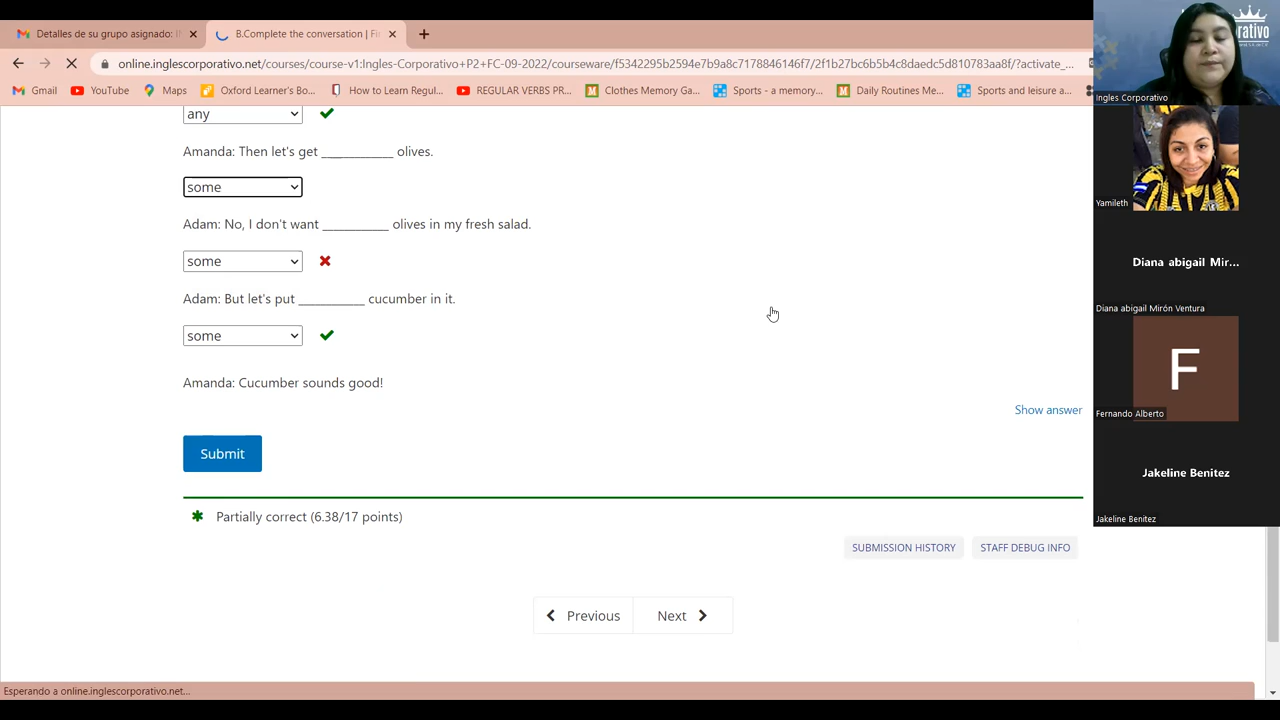 Detalles de su grupo asignado: I
B.Complete the conversation | Fi
online.inglescorporativo.net/courses/course-v1:Ingles-Corporativo+P2+FC-09-2022/courseware/f5342295b2594e7b9a8c7178846146f7/2f1b27bc6b5b4c8daedc5d810783aa8f/?activate_...
Gmail
YouTube
Maps
Oxford Learner's Bo...
How to Learn Regul...
REGULAR VERBS PR...
Clothes Memory Ga...
Sports - a memory...
Daily Routines Me...
Sports and leisure a...
any
Amanda: Then let's get ____________ olives.
some
Adam: No, I don't want ___________ olives in my fresh salad.
some
Adam: But let's put ___________ cucumber in it.
some
Amanda: Cucumber sounds good!
Show answer
Submit
Partially correct (6.38/17 points)
SUBMISSION HISTORY
STAFF DEBUG INFO
Previous
Next
Esperando a online.inglescorporativo.net...
Ingles Corporativo
Yamileth
Diana abigail Mir...
Diana abigail Mirón Ventura
F
Fernando Alberto
Jakeline Benitez
Jakeline Benitez